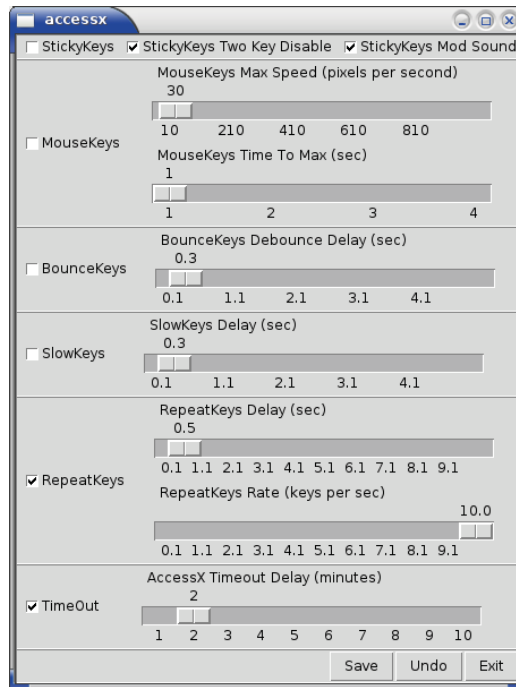 accessx
StickyKeys StickyKeys Two Key Disable StickyKeys Mod Sound
MouseKeys Max Speed (pixels per second)
30
10 210 410 610 810
MouseKeys
MouseKeys Time To Max (sec)
1
1 2 3 4
BounceKeys Debounce Delay (sec)
0.3
BounceKeys
0.1 1.1 2.1 3.1 4.1
SlowKeys Delay (sec)
0.3
SlowKeys
0.1 1.1 2.1 3.1 4.1
RepeatKeys Delay (sec)
0.5
0.1 1.1 2.1 3.1 4.1 5.1 6.1 7.1 8.1 9.1
RepeatKeys
RepeatKeys Rate (keys per sec)
10.0
0.1 1.1 2.1 3.1 4.1 5.1 6.1 7.1 8.1 9.1
AccessX Timeout Delay (minutes)
2
TimeOut
1 2 3 4 5 6 7 8 9 10
Save Undo Exit